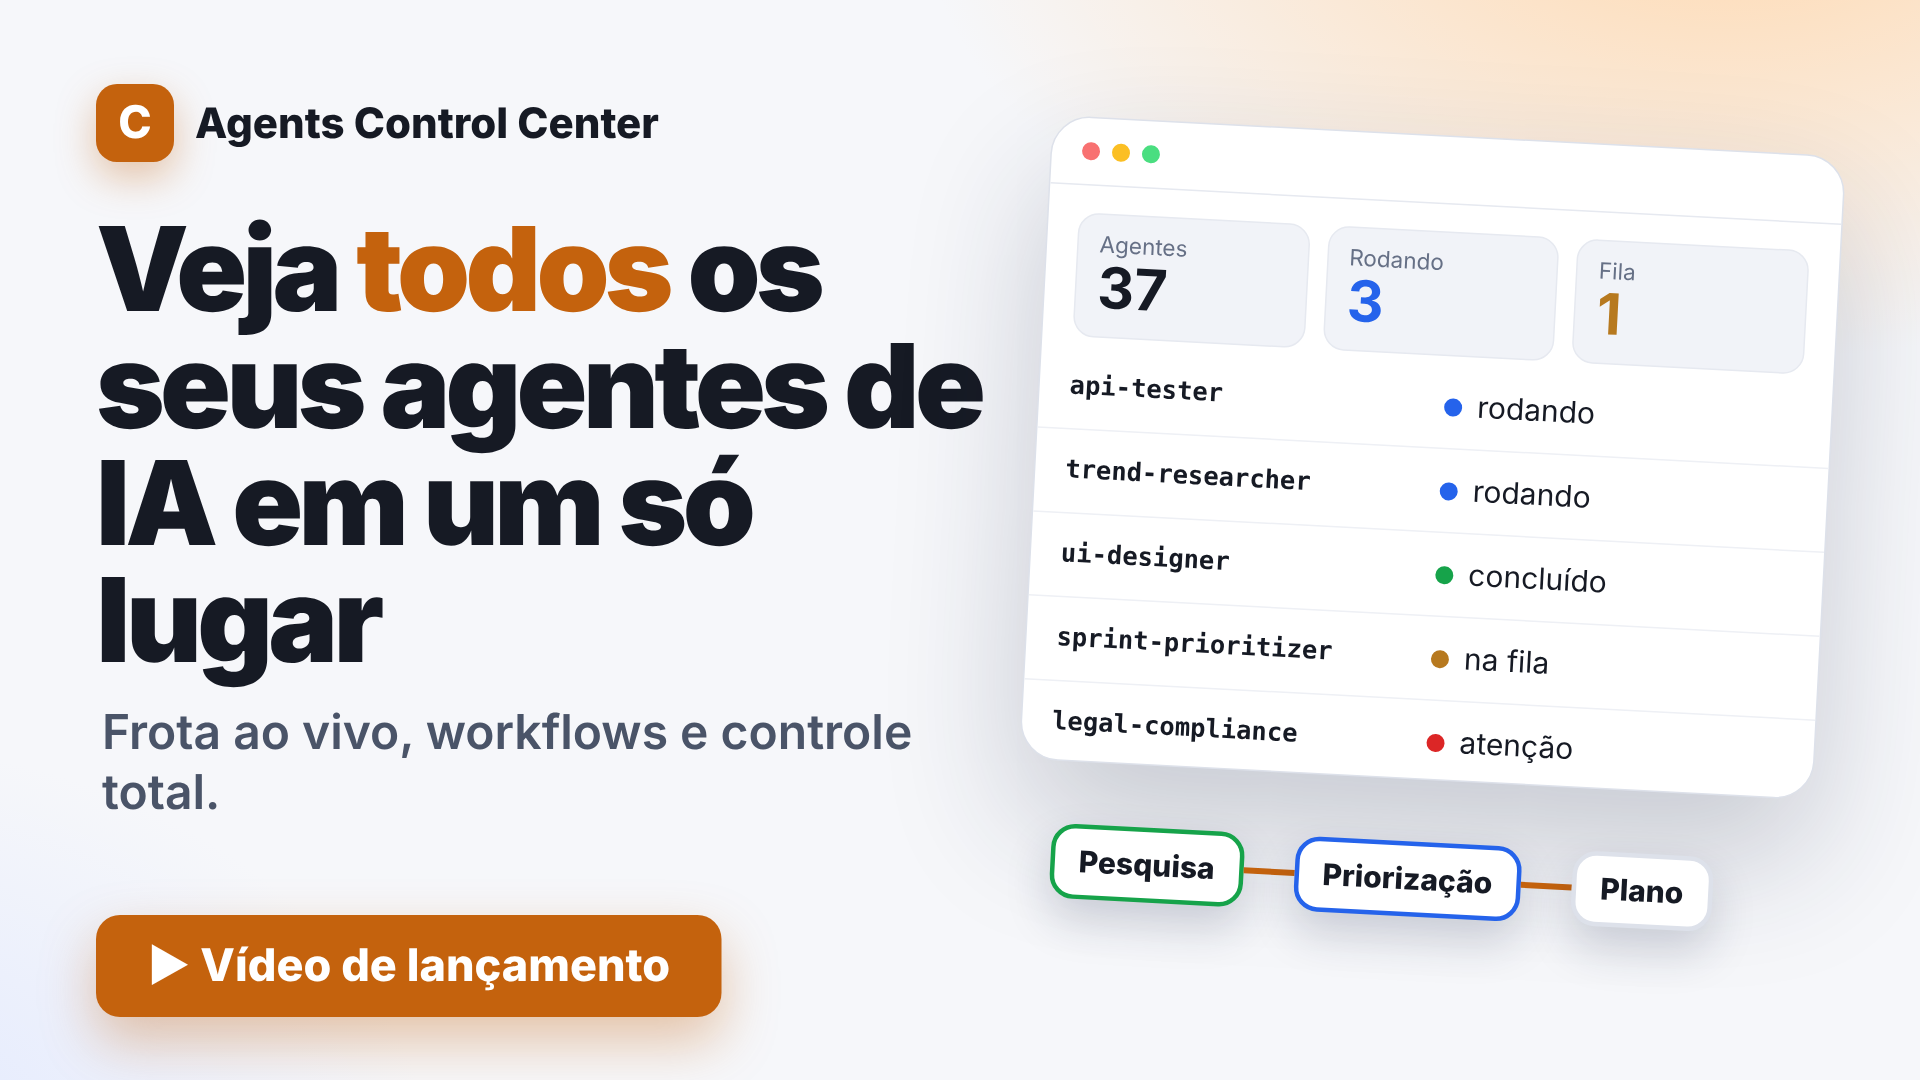 C Agents Control Center
Veja todos os
seus agentes de
IA em um só
lugar
Frota ao vivo, workflows e controle
total.
▶ Vídeo de lançamento
Agentes
37
Rodando
3
Fila
1
api-tester rodando
trend-researcher rodando
ui-designer concluído
sprint-prioritizer na fila
legal-compliance atenção
Pesquisa Priorização Plano